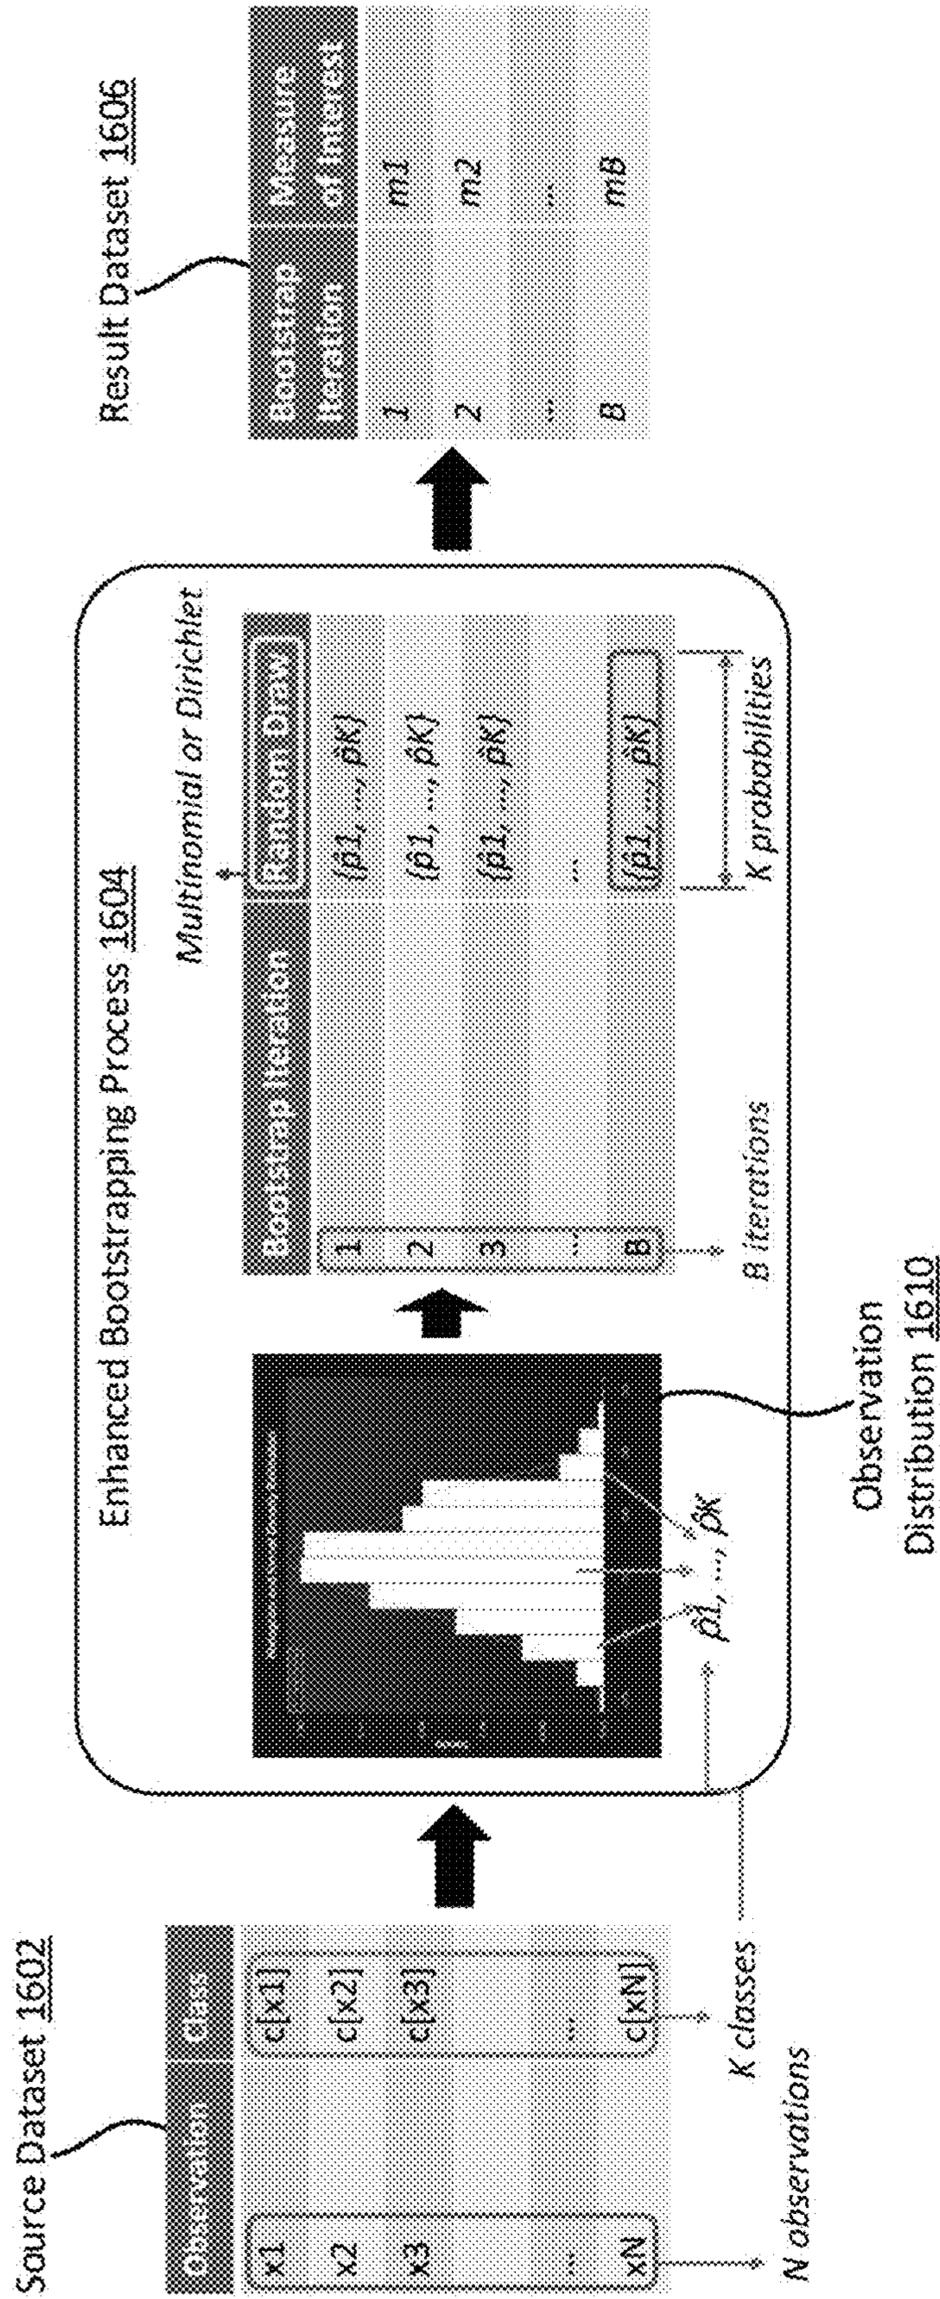 Source Dataset 1602
Observation Class
x1 c[x1]
x2 c[x2]
x3 c[x3]
... ...
xN c[xN]
K classes
N observations
Enhanced Bootstrapping Process 1604
Multinomial or Dirichlet
p̂1, ..., p̂K
Observation
Distribution 1610
Bootstrap Iteration Random Draw
1 {p̂1, ..., p̂K}
2 {p̂1, ..., p̂K}
3 {p̂1, ..., p̂K}
... ...
B {p̂1, ..., p̂K}
B iterations
K prababilities
Result Dataset 1606
Bootstrap Measure
Iteration of Interest
1 m1
2 m2
... ...
B mB